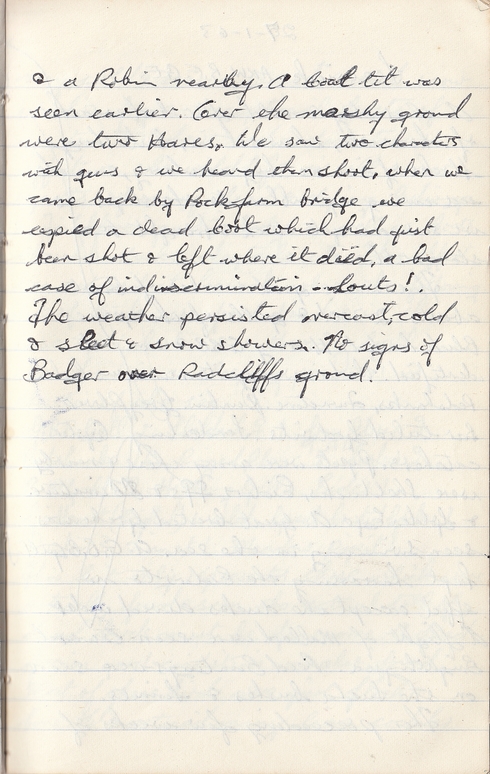 & a Robin nearby. A coal tit was
seen earlier. Over the marshy ground
were two Hares. We saw two characters
with guns & we heard them shoot, when we
came back by Rocksfarm bridge we
espied a dead coot which had just
been shot & left where it died, a bad
case of indiscrimination - louts!.
The weather persisted overcast, cold
& sleet & snow showers. No signs of
Badger over Radcliffs ground.